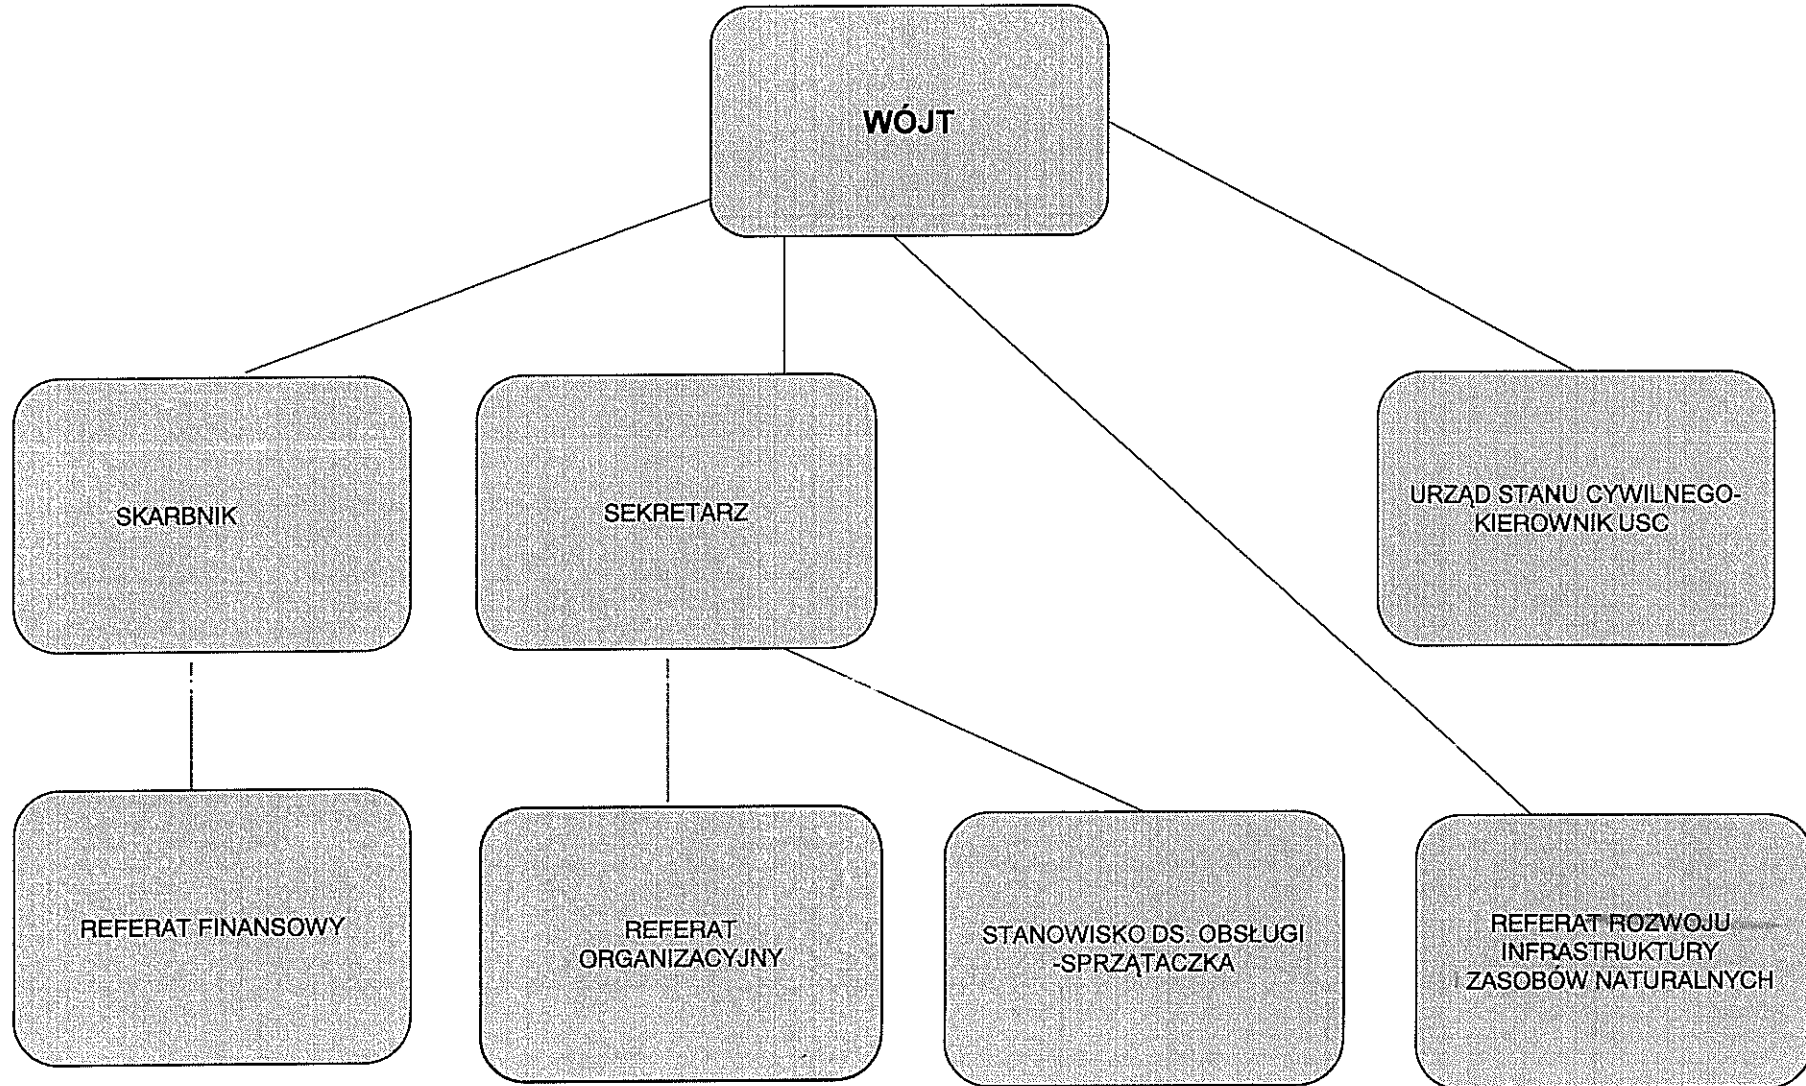 WÓJT
SKARBNIK
SEKRETARZ
URZĄD STANU CYWILNEGO-
KIEROWNIK USC
REFERAT FINANSOWY
REFERAT
ORGANIZACYJNY
STANOWISKO DS. OBSŁUGI
-SPRZĄTACZKA
REFERAT ROZWOJU
INFRASTRUKTURY
I ZASOBÓW NATURALNYCH